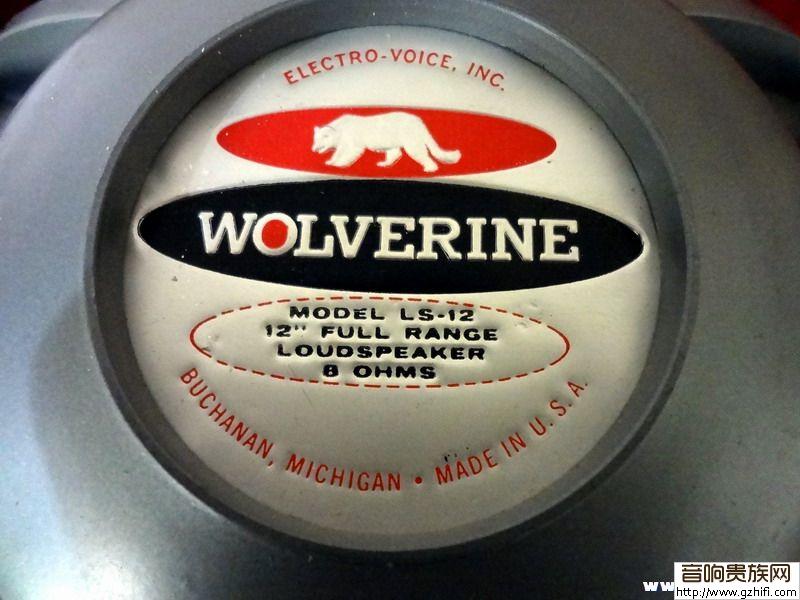 ELECTRO-VOICE, INC.
WOLVERINE
MODEL LS-12
12" FULL RANGE
LOUDSPEAKER
8 OHMS
BUCHANAN, MICHIGAN • MADE IN U.S.A.
音响贵族网
http://www.gzhifi.com